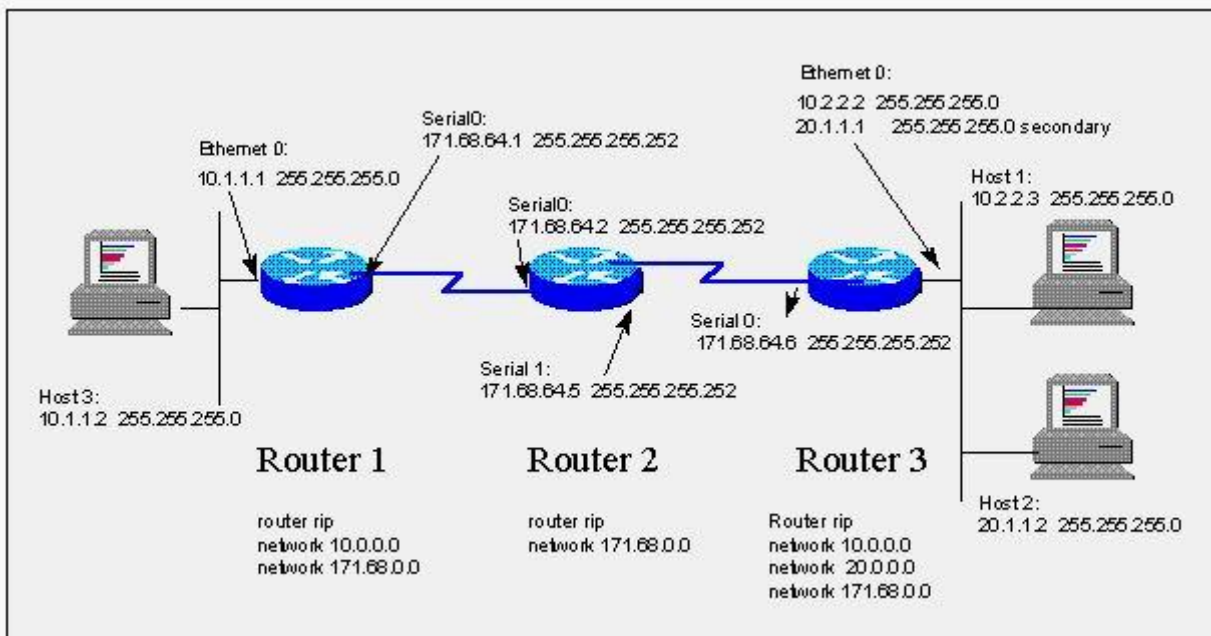 Ethernet 0:
10.2.2.2 255.255.255.0
20.1.1.1 255.255.255.0 secondary
Serial0:
171.68.64.1 255.255.255.252
Ethernet 0:
10.1.1.1 255.255.255.0
Host 1:
10.2.2.3 255.255.255.0
Serial0:
171.68.64.2 255.255.255.252
Serial 0:
171.68.64.6 255.255.255.252
Serial 1:
171.68.64.5 255.255.255.252
Host 3:
10.1.1.2 255.255.255.0
Router 1
Router 2
Router 3
Host 2:
20.1.1.2 255.255.255.0
router rip
network 10.0.0.0
network 171.68.0.0
router rip
network 171.68.0.0
Router rip
network 10.0.0.0
network 20.0.0.0
network 171.68.0.0